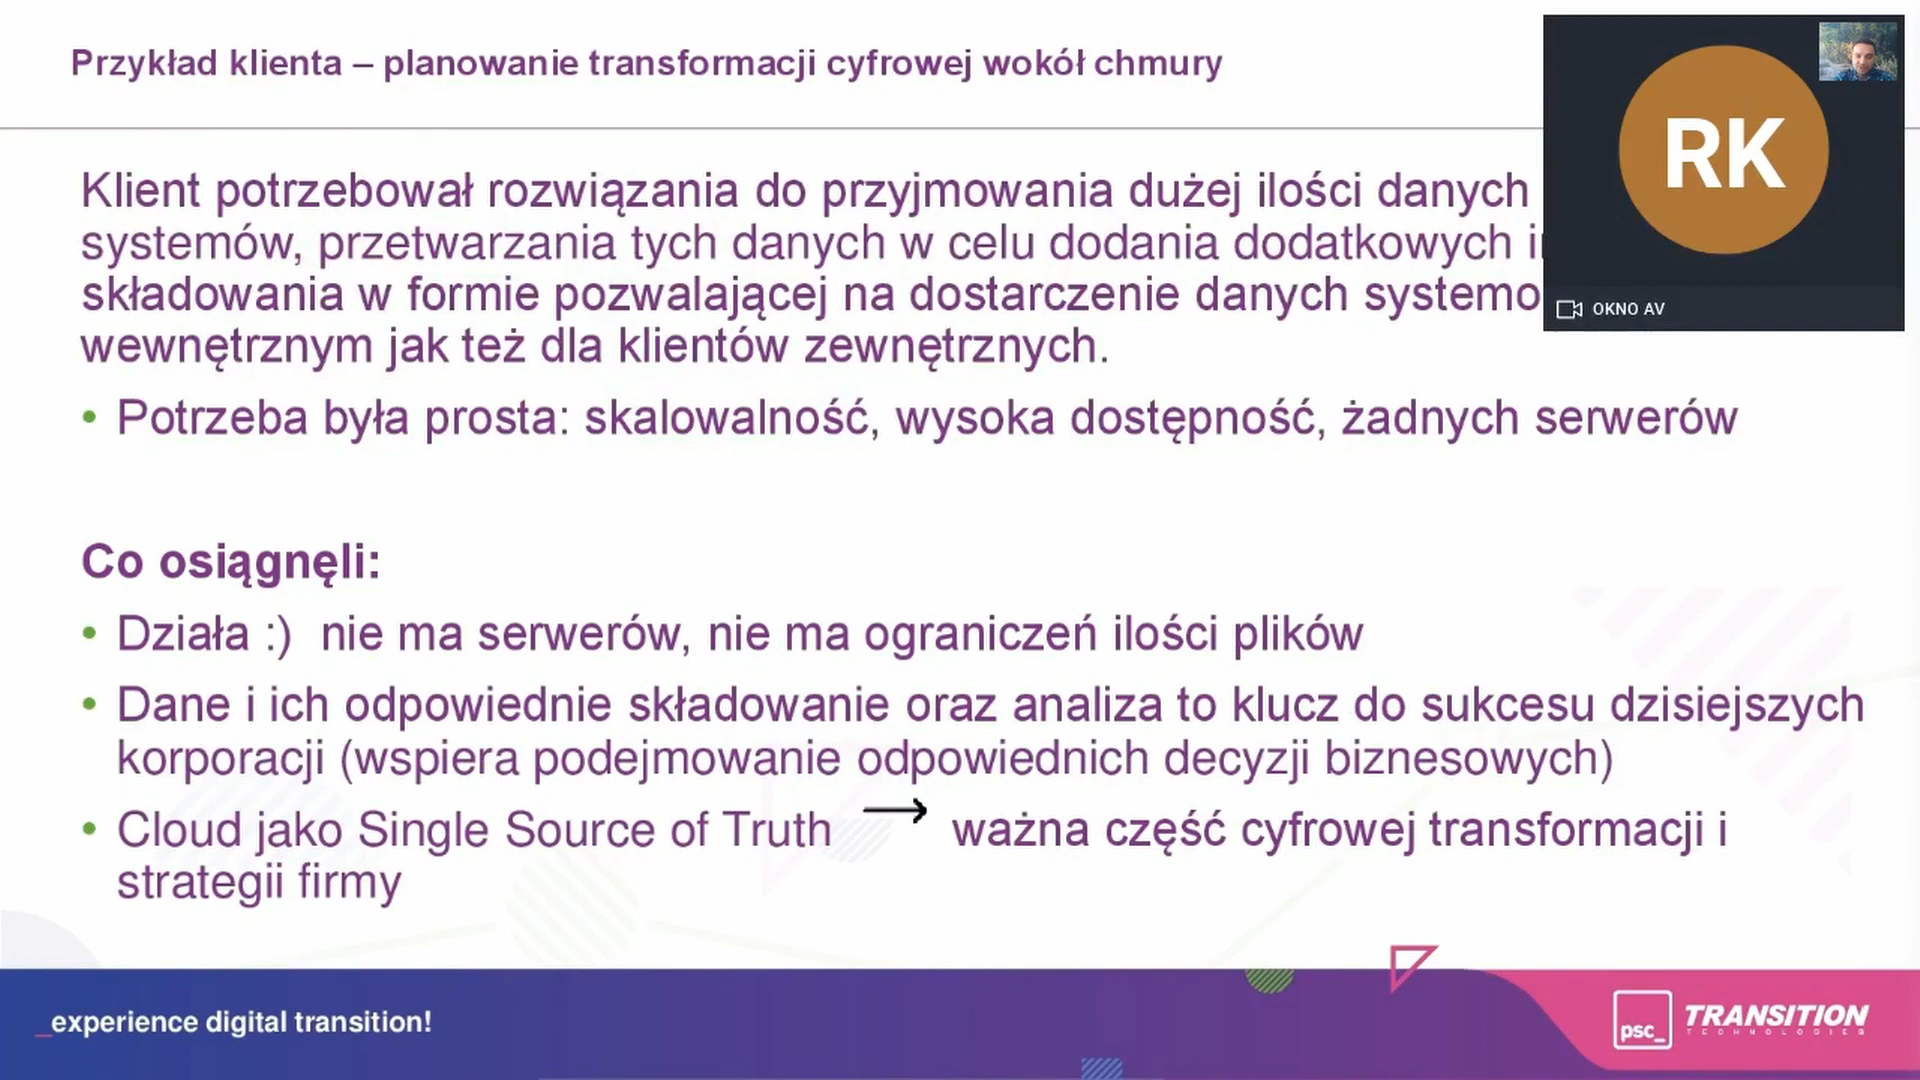 Przykład klienta – planowanie transformacji cyfrowej wokół chmury
RK
OKNO AV
Klient potrzebował rozwiązania do przyjmowania dużej ilości danych
systemów, przetwarzania tych danych w celu dodania dodatkowych
składowania w formie pozwalającej na dostarczenie danych
wewnętrznym jak też dla klientów zewnętrznych.
• Potrzeba była prosta: skalowalność, wysoka dostępność, żadnych serwerów
Co osiągnęli:
• Działa :) nie ma serwerów, nie ma ograniczeń ilości plików
• Dane i ich odpowiednie składowanie oraz analiza to klucz do sukcesu dzisiejszych
korporacji (wspiera podejmowanie odpowiednich decyzji biznesowych)
• Cloud jako Single Source of Truth → ważna część cyfrowej transformacji i
strategii firmy
_experience digital transition!
psc_
TRANSITION
TECHNOLOGIES